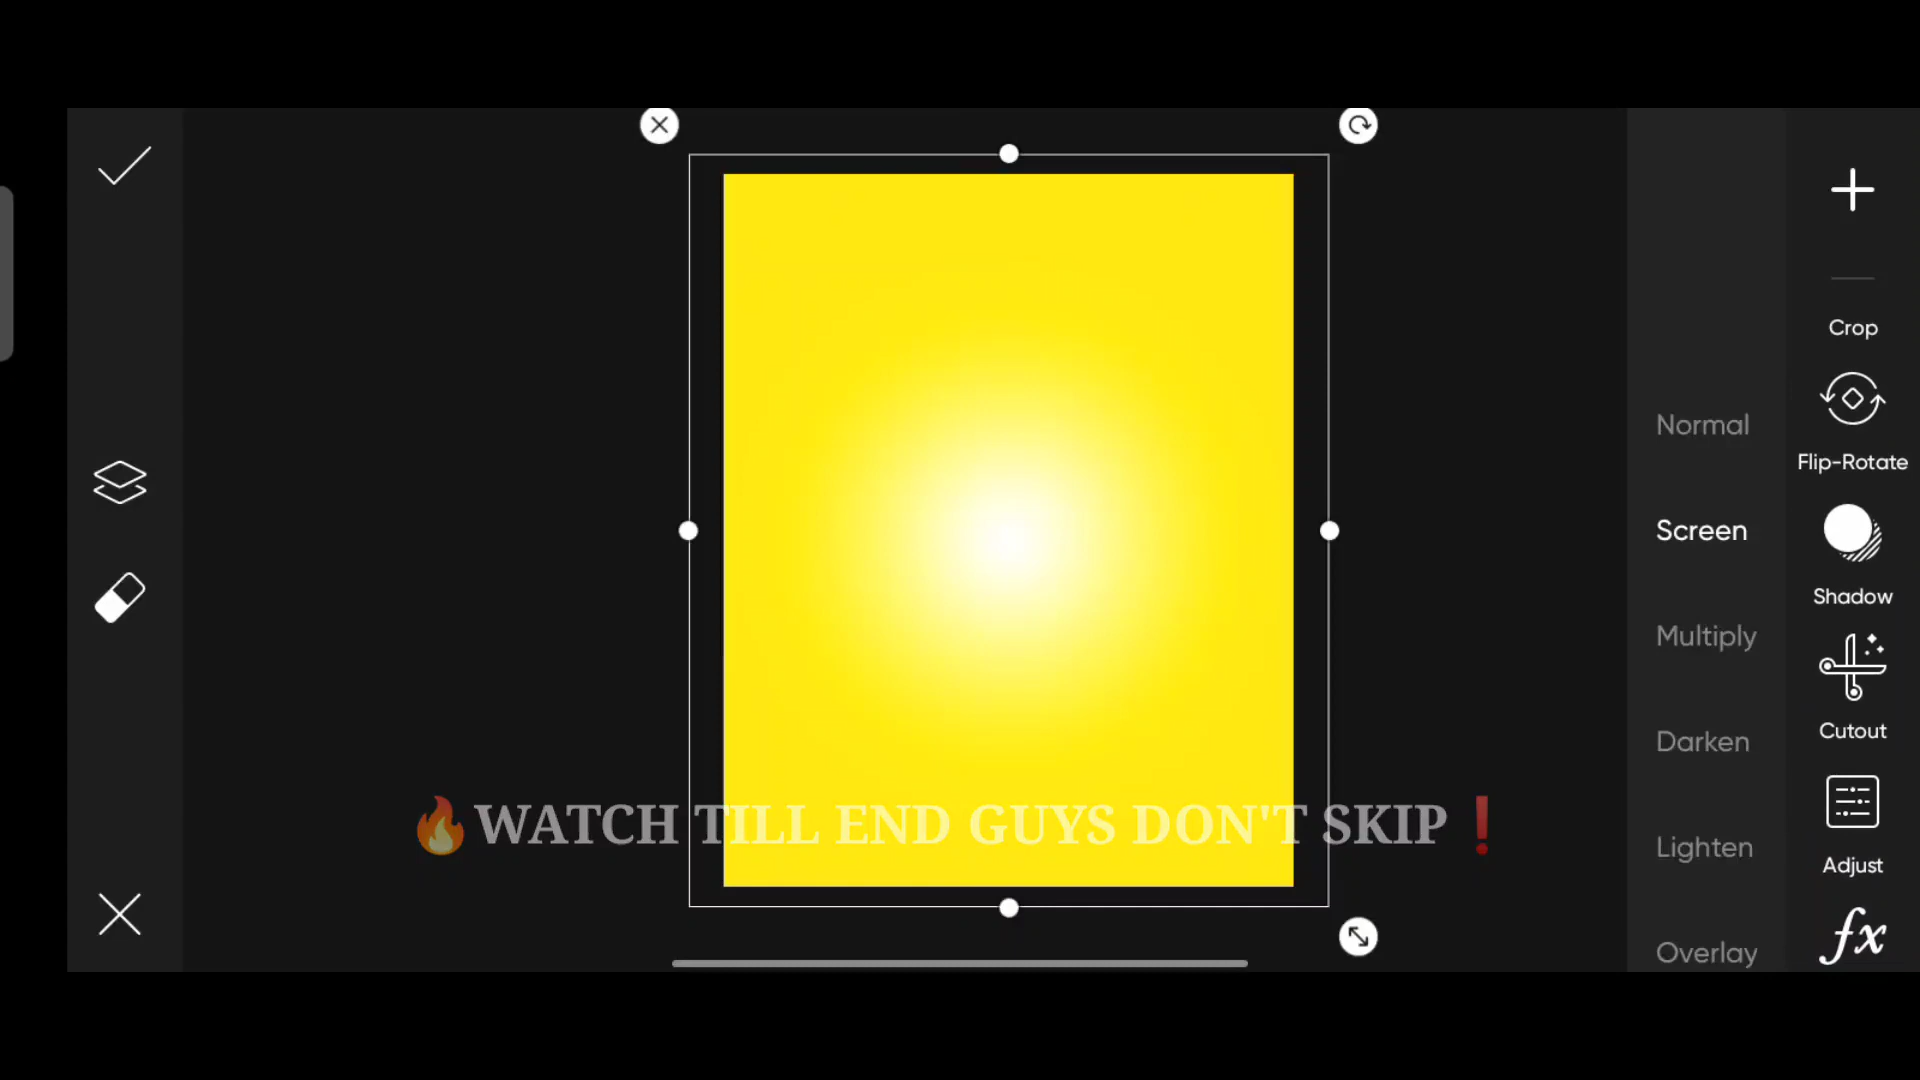 Crop
Normal
Flip-Rotate
Screen
Shadow
Multiply
Cutout
Darken
🔥WATCH TILL END GUYS DON'T SKIP❗
Lighten
Adjust
fx
Overlay